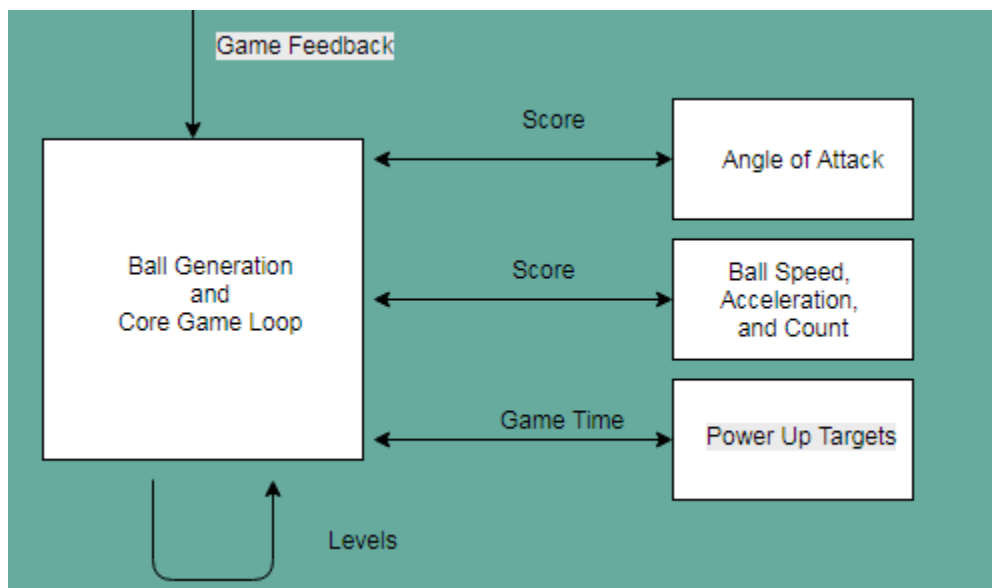 Game Feedback
Score
Angle of Attack
Ball Generation
and
Core Game Loop
Score
Ball Speed,
Acceleration,
and Count
Game Time
Power Up Targets
Levels